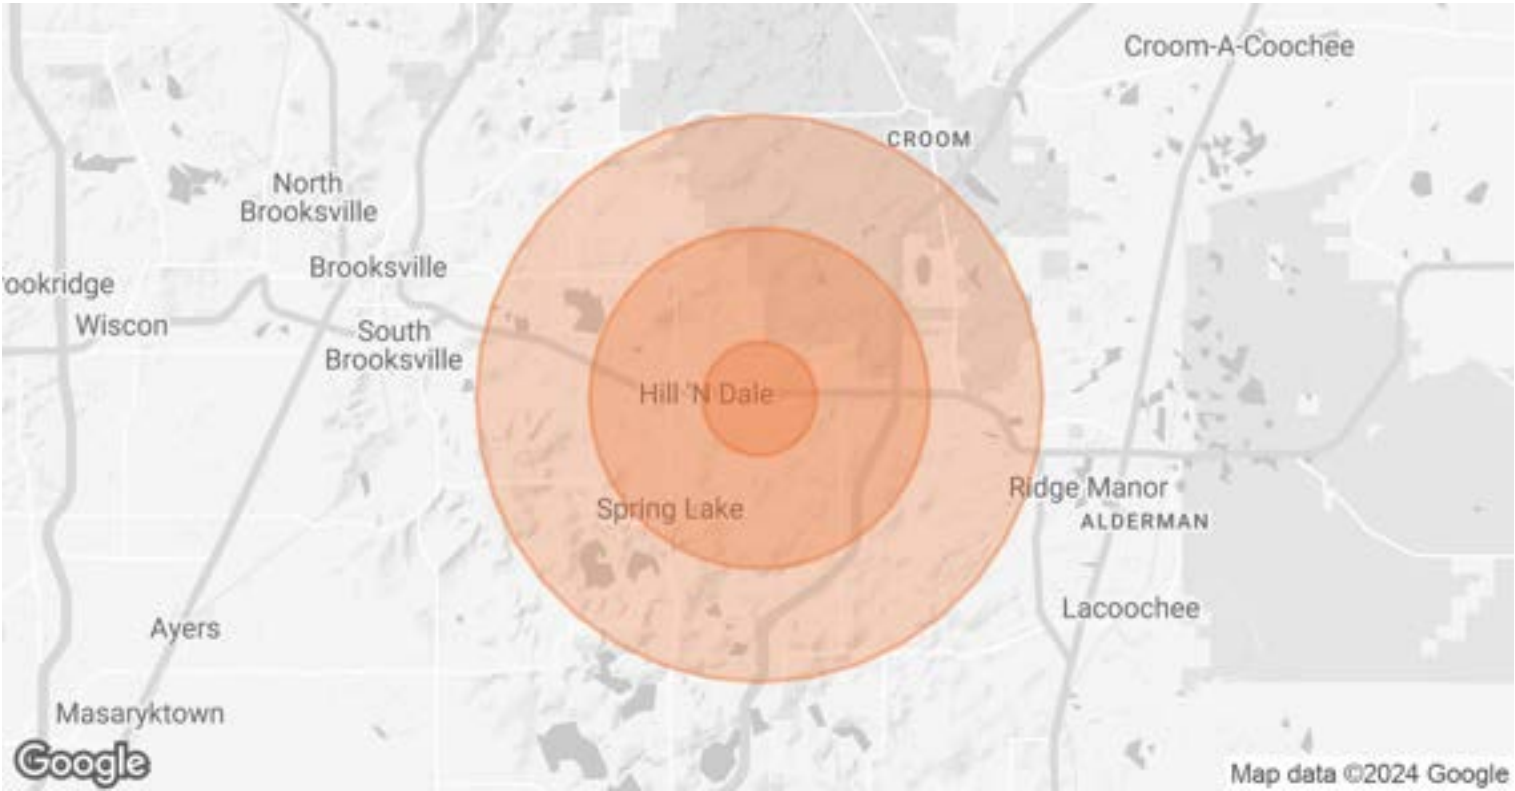 Croom-A-Coochee
CROOM
North
Brooksville
Brooksville
ookridge
Wiscon
South
Brooksville
Hill 'N Dale
Ridge Manor
Spring Lake
ALDERMAN
Lacoochee
Ayers
Masaryktown
Google
Map data ©2024 Google